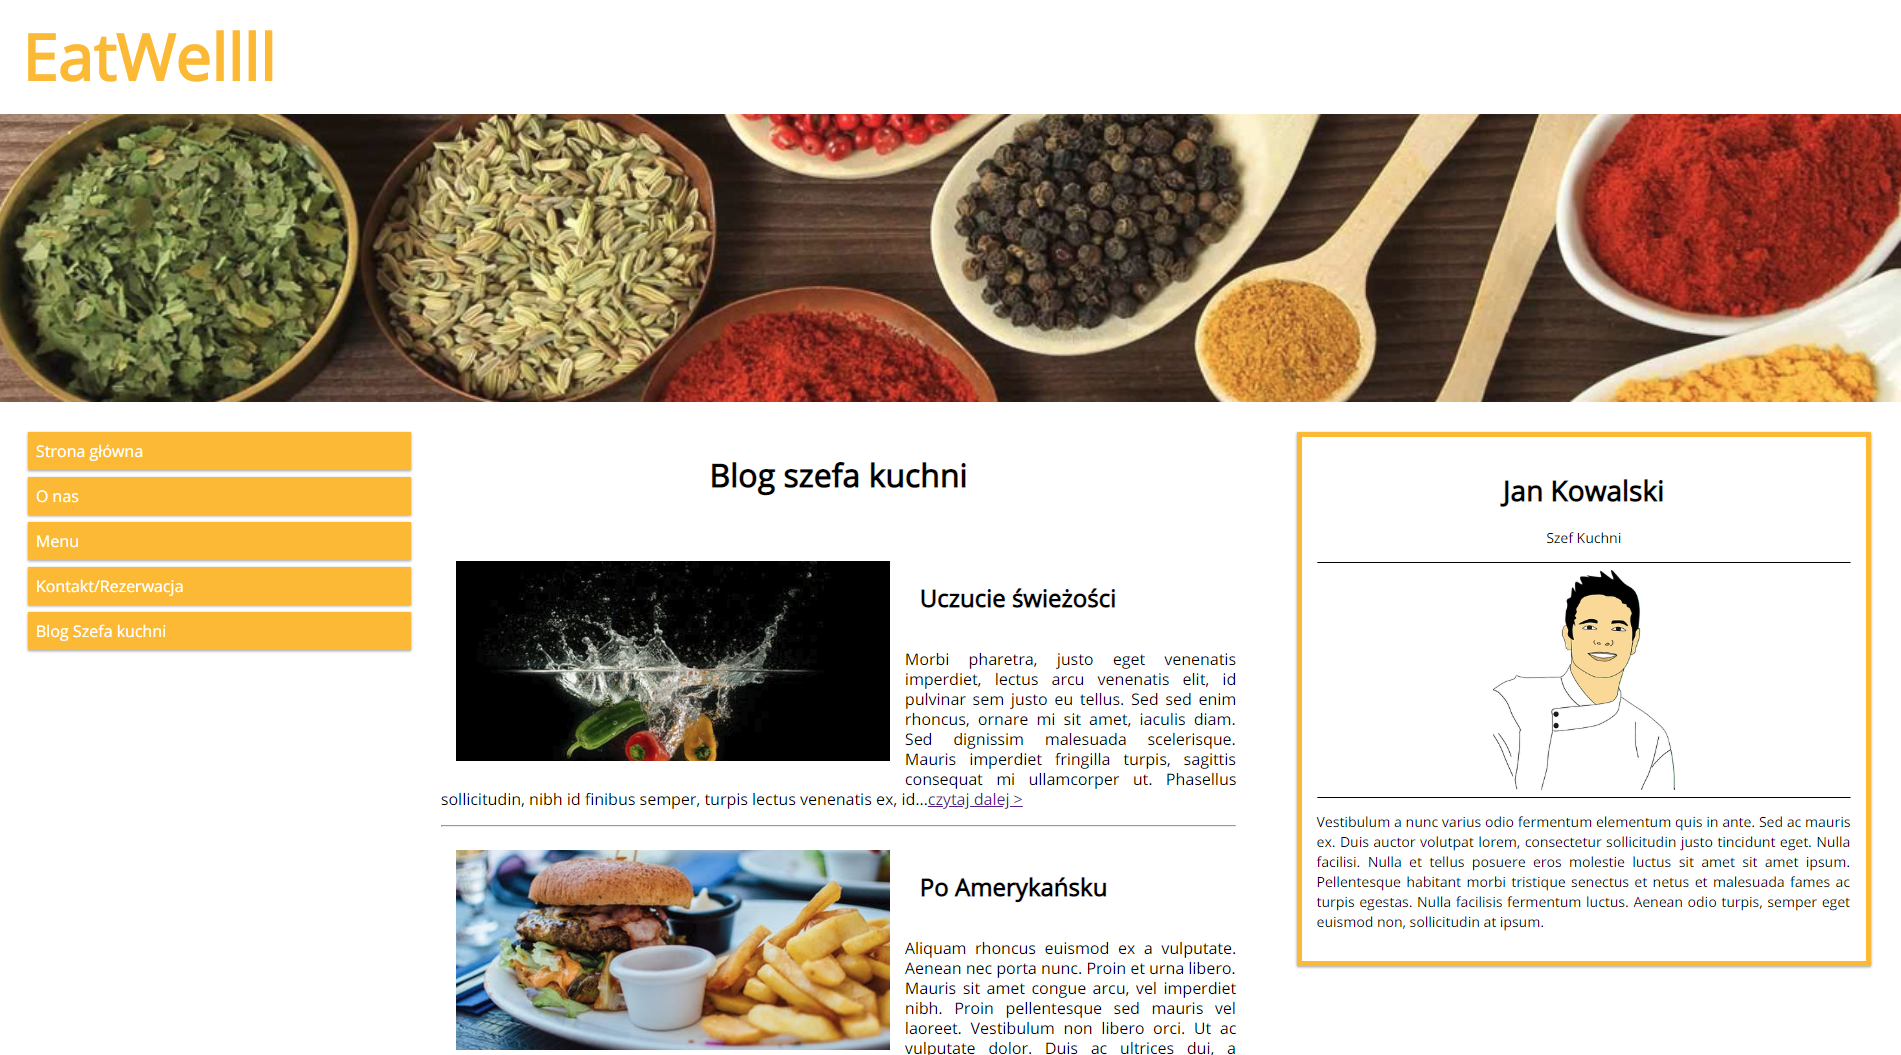 EatWellll
Strona główna
O nas
Menu
Kontakt/Rezerwacja
Blog Szefa kuchni
Blog szefa kuchni
Uczucie świeżości
Morbi pharetra, justo eget venenatis
imperdiet, lectus arcu venenatis elit, id
pulvinar sem justo eu tellus. Sed sed enim
rhoncus, ornare mi sit amet, iaculis diam.
Sed dignissim malesuada scelerisque.
Mauris imperdiet fringilla turpis, sagittis
consequat mi ullamcorper ut. Phasellus
sollicitudin, nibh id finibus semper, turpis lectus venenatis ex, id...czytaj dalej >
Po Amerykańsku
Aliquam rhoncus euismod ex a vulputate.
Aenean nec porta nunc. Proin et urna libero.
Mauris sit amet congue arcu, vel imperdiet
nibh. Proin pellentesque sed mauris vel
laoreet. Vestibulum non libero orci. Ut ac
vulputate dolor. Duis ac ultrices dui, a
Jan Kowalski
Szef Kuchni
Vestibulum a nunc varius odio fermentum elementum quis in ante. Sed ac mauris
ex. Duis auctor volutpat lorem, consectetur sollicitudin justo tincidunt eget. Nulla
facilisi. Nulla et tellus posuere eros molestie luctus sit amet sit amet ipsum.
Pellentesque habitant morbi tristique senectus et netus et malesuada fames ac
turpis egestas. Nulla facilisis fermentum luctus. Aenean odio turpis, semper eget
euismod non, sollicitudin at ipsum.